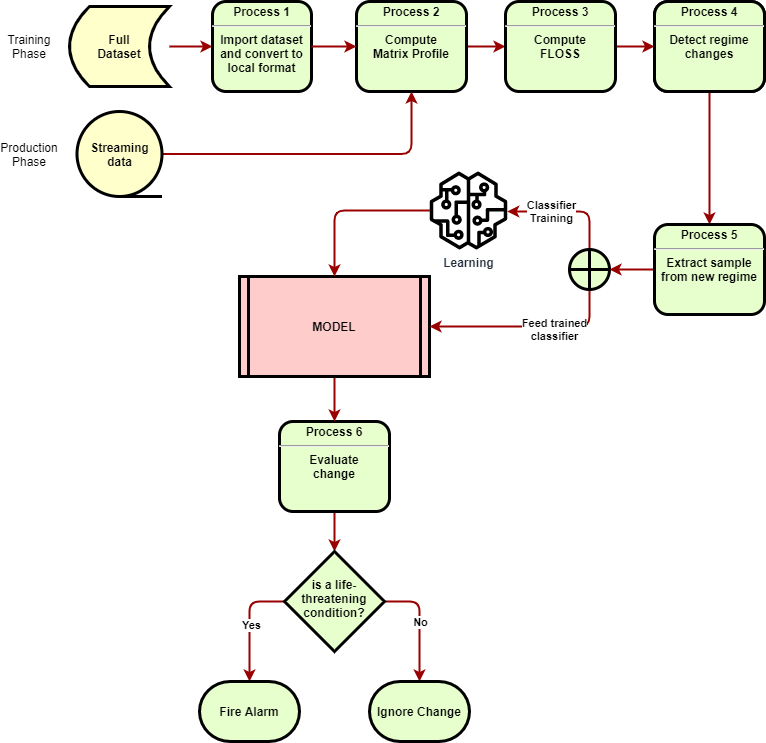 Training
Phase
Full
Dataset
Process 1
Import dataset
and convert to
local format
Process 2
Compute
Matrix Profile
Process 3
Compute
FLOSS
Process 4
Detect regime
changes
Production
Phase
Streaming
data
Classifier
Training
Learning
Process 5
Extract sample
from new regime
MODEL
Feed trained
classifier
Process 6
Evaluate
change
is a life-
threatening
condition?
Yes
No
Fire Alarm
Ignore Change